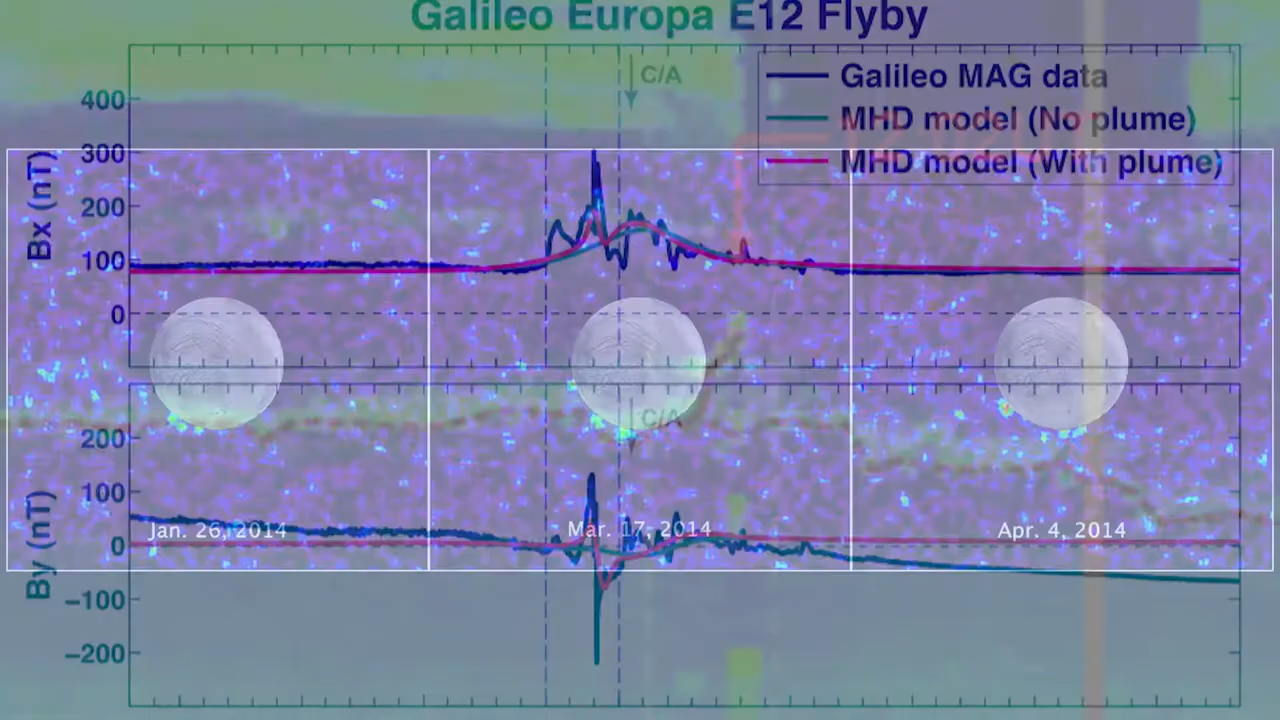 Galileo Europa E12 Flyby
C/A
Galileo MAG data
MHD model (No plume)
MHD model (With plume)
Bx (nT)
400
300
200
100
0
C/A
By (nT)
200
100
0
−100
−200
Jan. 26, 2014
Mar. 17, 2014
Apr. 4, 2014